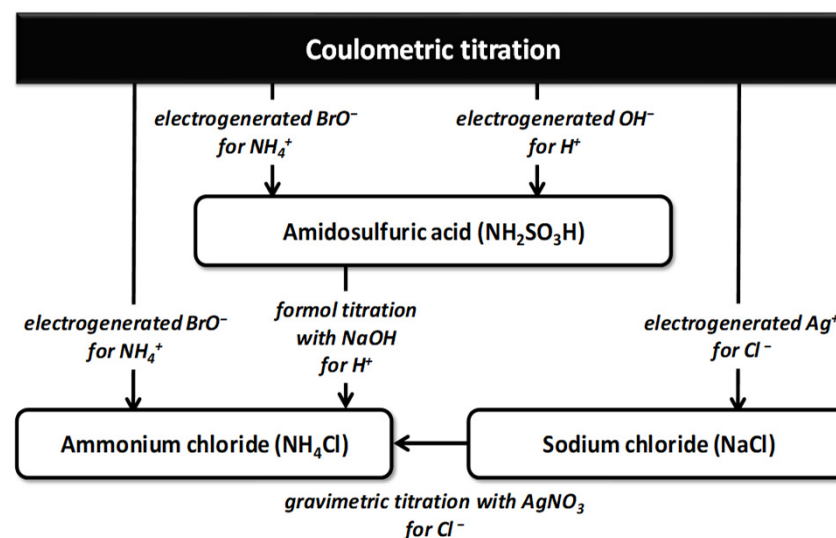 Coulometric titration
electrogenerated BrO⁻
for NH₄⁺
electrogenerated OH⁻
for H⁺
Amidosulfuric acid (NH₂SO₃H)
electrogenerated BrO⁻
for NH₄⁺
formol titration
with NaOH
for H⁺
electrogenerated Ag⁺
for Cl⁻
Ammonium chloride (NH₄Cl)
Sodium chloride (NaCl)
gravimetric titration with AgNO₃
for Cl⁻